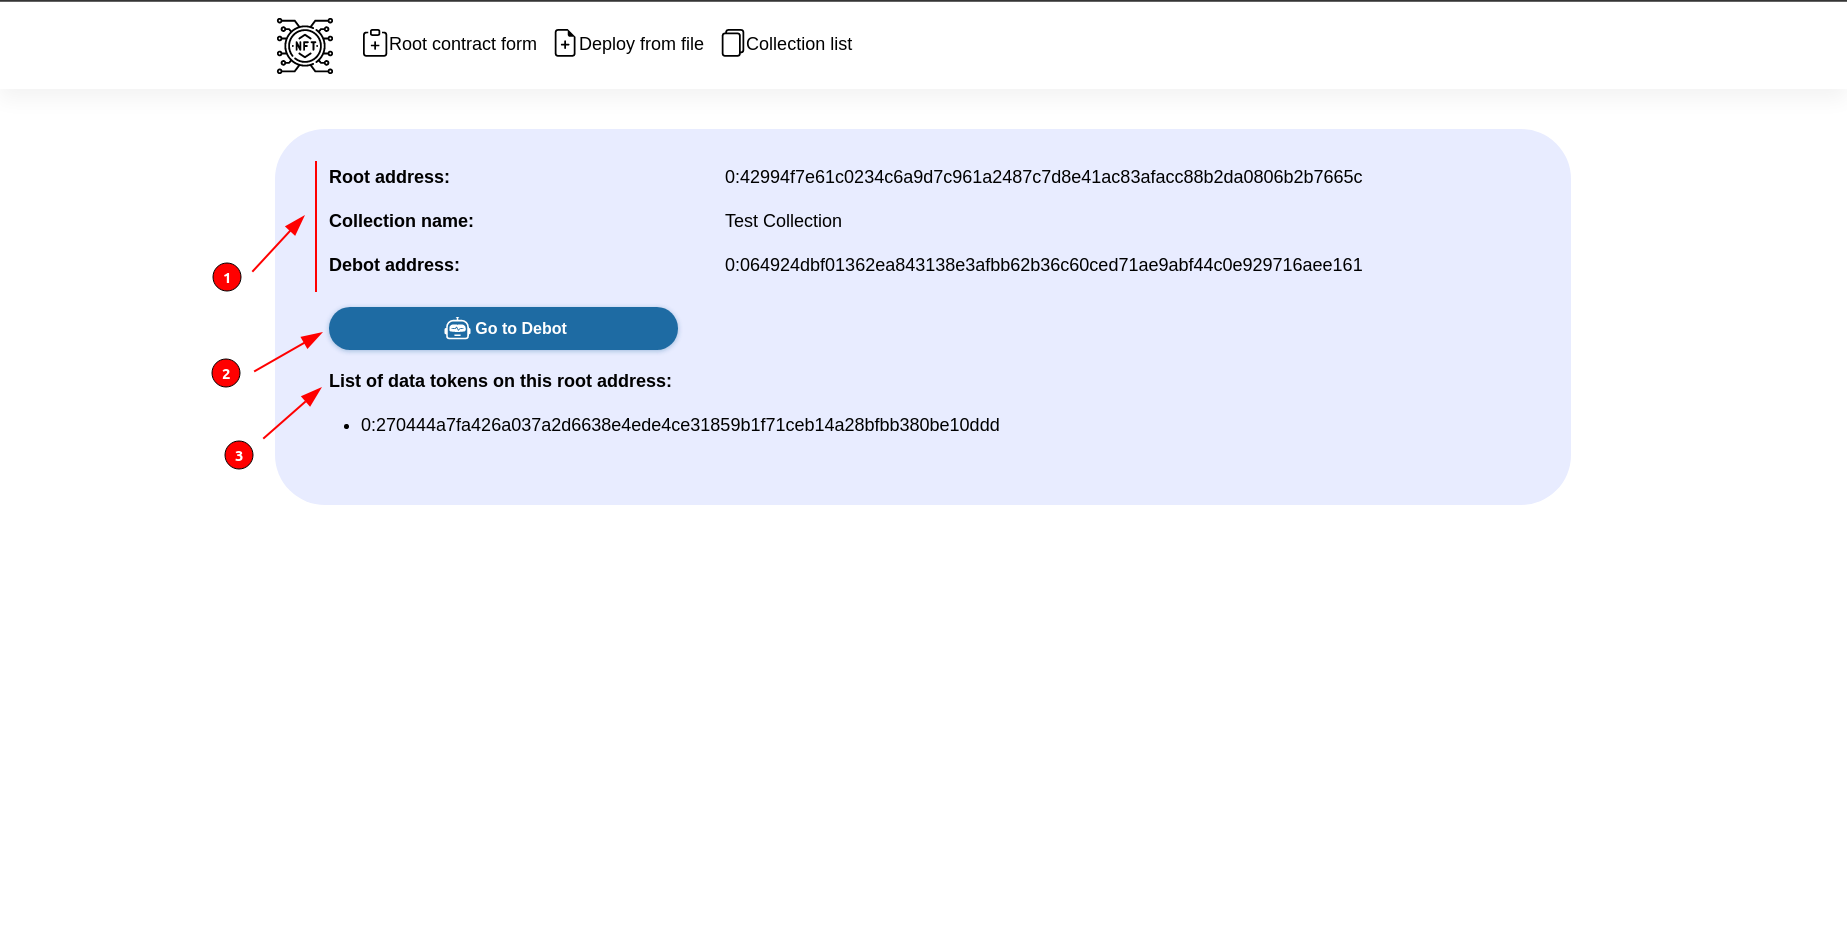 NFT
Root contract form
Deploy from file
Collection list
Root address: 0:42994f7e61c0234c6a9d7c961a2487c7d8e41ac83afacc88b2da0806b2b7665c
Collection name: Test Collection
Debot address: 0:064924dbf01362ea843138e3afbb62b36c60ced71ae9abf44c0e929716aee161
1
Go to Debot
2
List of data tokens on this root address:
0:270444a7fa426a037a2d6638e4ede4ce31859b1f71ceb14a28bfbb380be10ddd
3